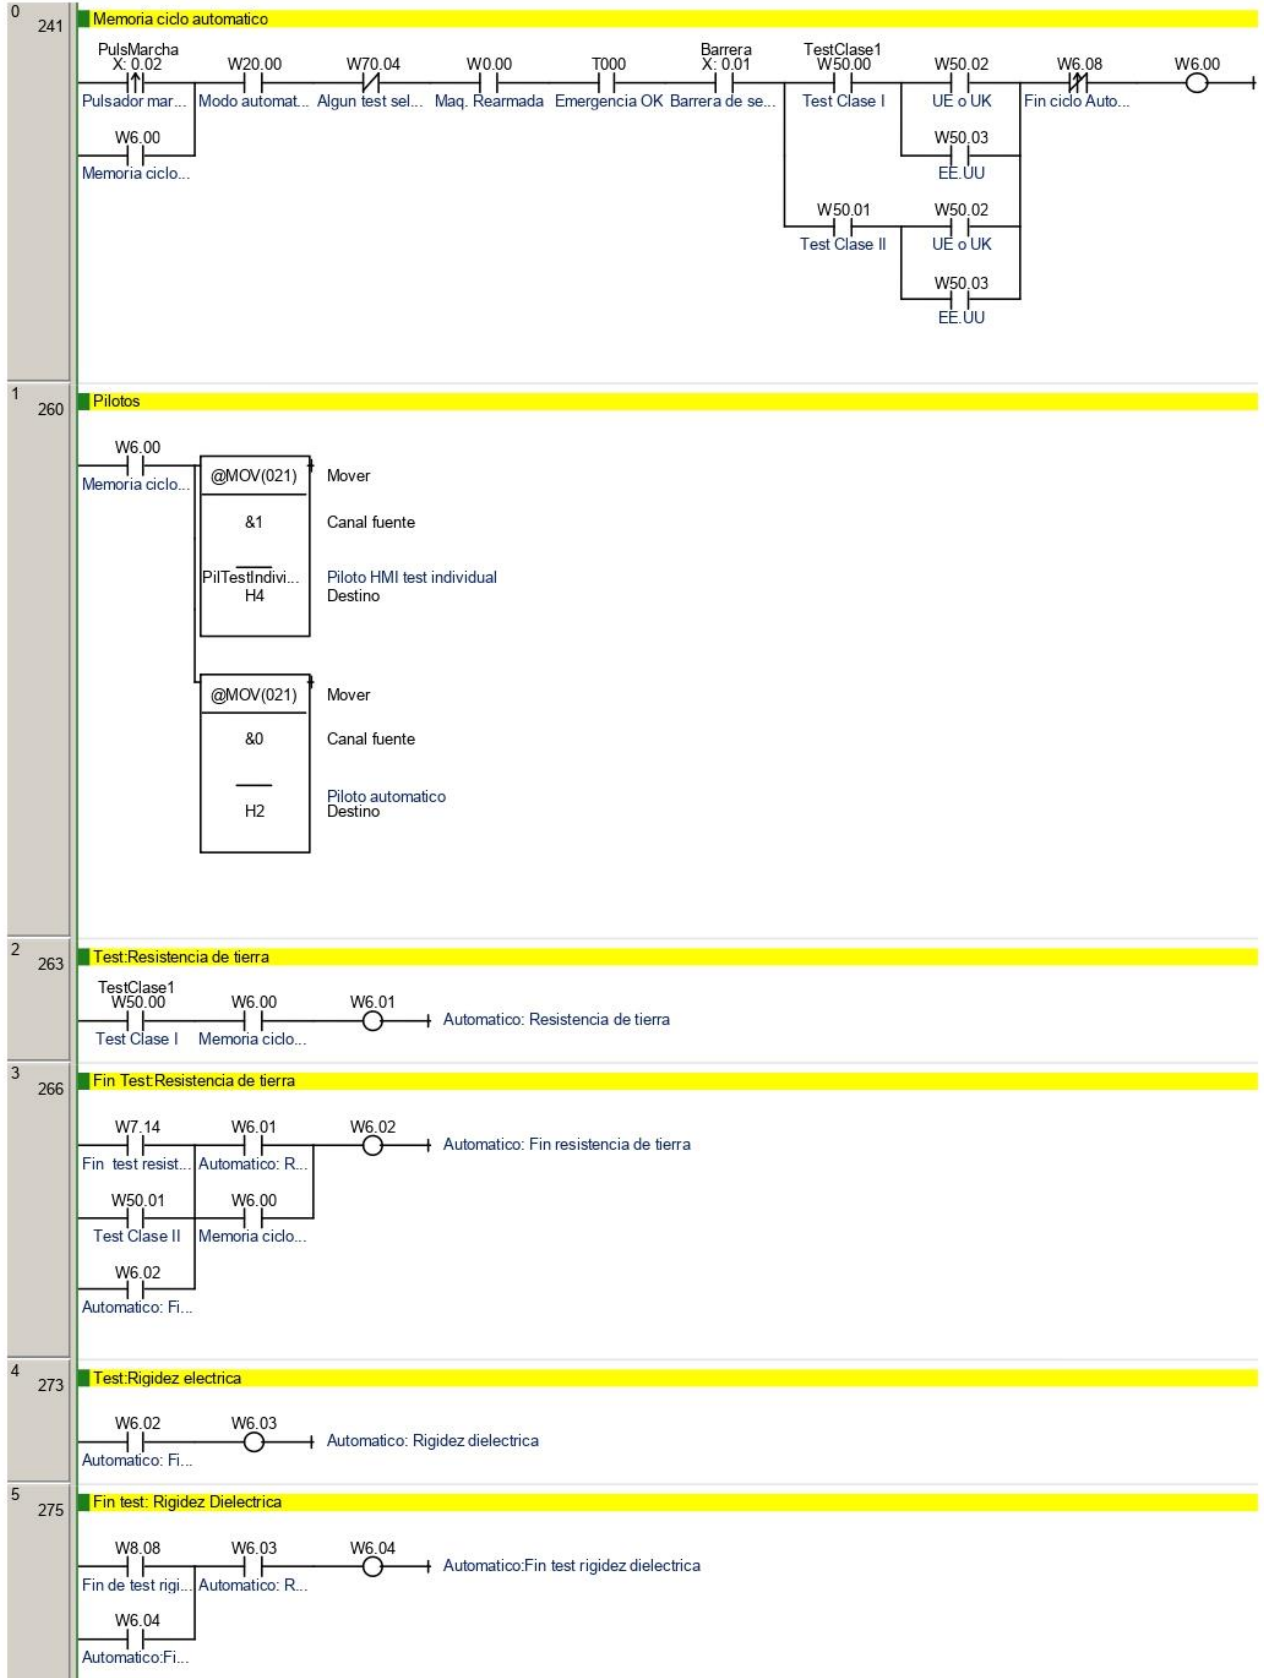 0
241
Memoria ciclo automatico
PulsMarcha Barrera TestClase1
X: 0.02 W20.00 W70.04 W0.00 T000 X: 0.01 W50.00 W50.02 W6.08 W6.00
Pulsador mar... Modo automat... Algun test sel... Maq. Rearmada Emergencia OK Barrera de se... Test Clase I UE o UK Fin ciclo Auto...
W6.00 W50.03
Memoria ciclo... EE.UU
W50.01 W50.02
Test Clase II UE o UK
W50.03
EE.UU
1
260
Pilotos
W6.00
Memoria ciclo...
@MOV(021) Mover
&1 Canal fuente
PilTestIndivi... Piloto HMI test individual
H4 Destino
@MOV(021) Mover
&0 Canal fuente
Piloto automatico
H2 Destino
2
263
Test:Resistencia de tierra
TestClase1
W50.00 W6.00 W6.01
Automatico: Resistencia de tierra
Test Clase I Memoria ciclo...
3
266
Fin Test:Resistencia de tierra
W7.14 W6.01 W6.02
Automatico: Fin resistencia de tierra
Fin test resist... Automatico: R...
W50.01 W6.00
Test Clase II Memoria ciclo...
W6.02
Automatico: Fi...
4
273
Test:Rigidez electrica
W6.02 W6.03
Automatico: Rigidez dielectrica
Automatico: Fi...
5
275
Fin test: Rigidez Dielectrica
W8.08 W6.03 W6.04
Automatico:Fin test rigidez dielectrica
Fin de test rigi... Automatico: R...
W6.04
Automatico:Fi...